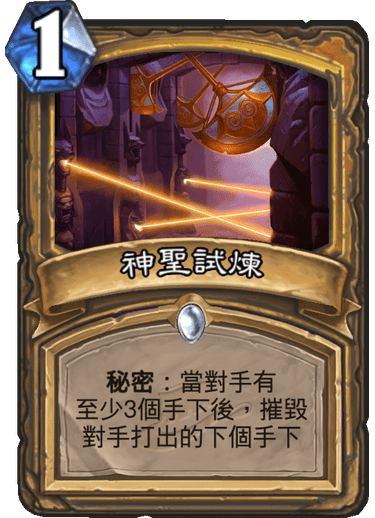 1
神聖試煉
秘密：當對手有
至少3個手下後，摧毀
對手打出的下個手下